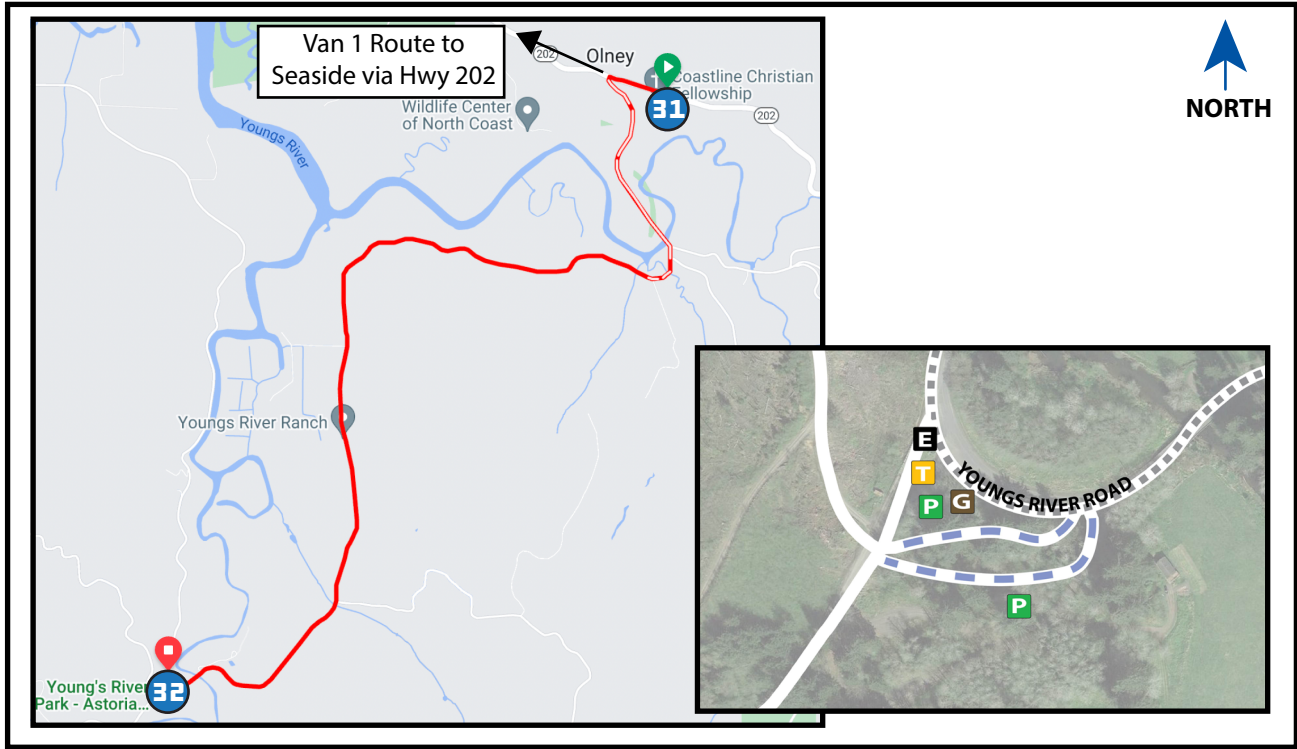 Van 1 Route to
Seaside via Hwy 202
202
Olney
Coastline Christian
Fellowship
31
202
Wildlife Center
of North Coast
Youngs River
Youngs River Ranch
Young's River
Park - Astoria...
32
NORTH
E
T
P
G
YOUNGS RIVER ROAD
P